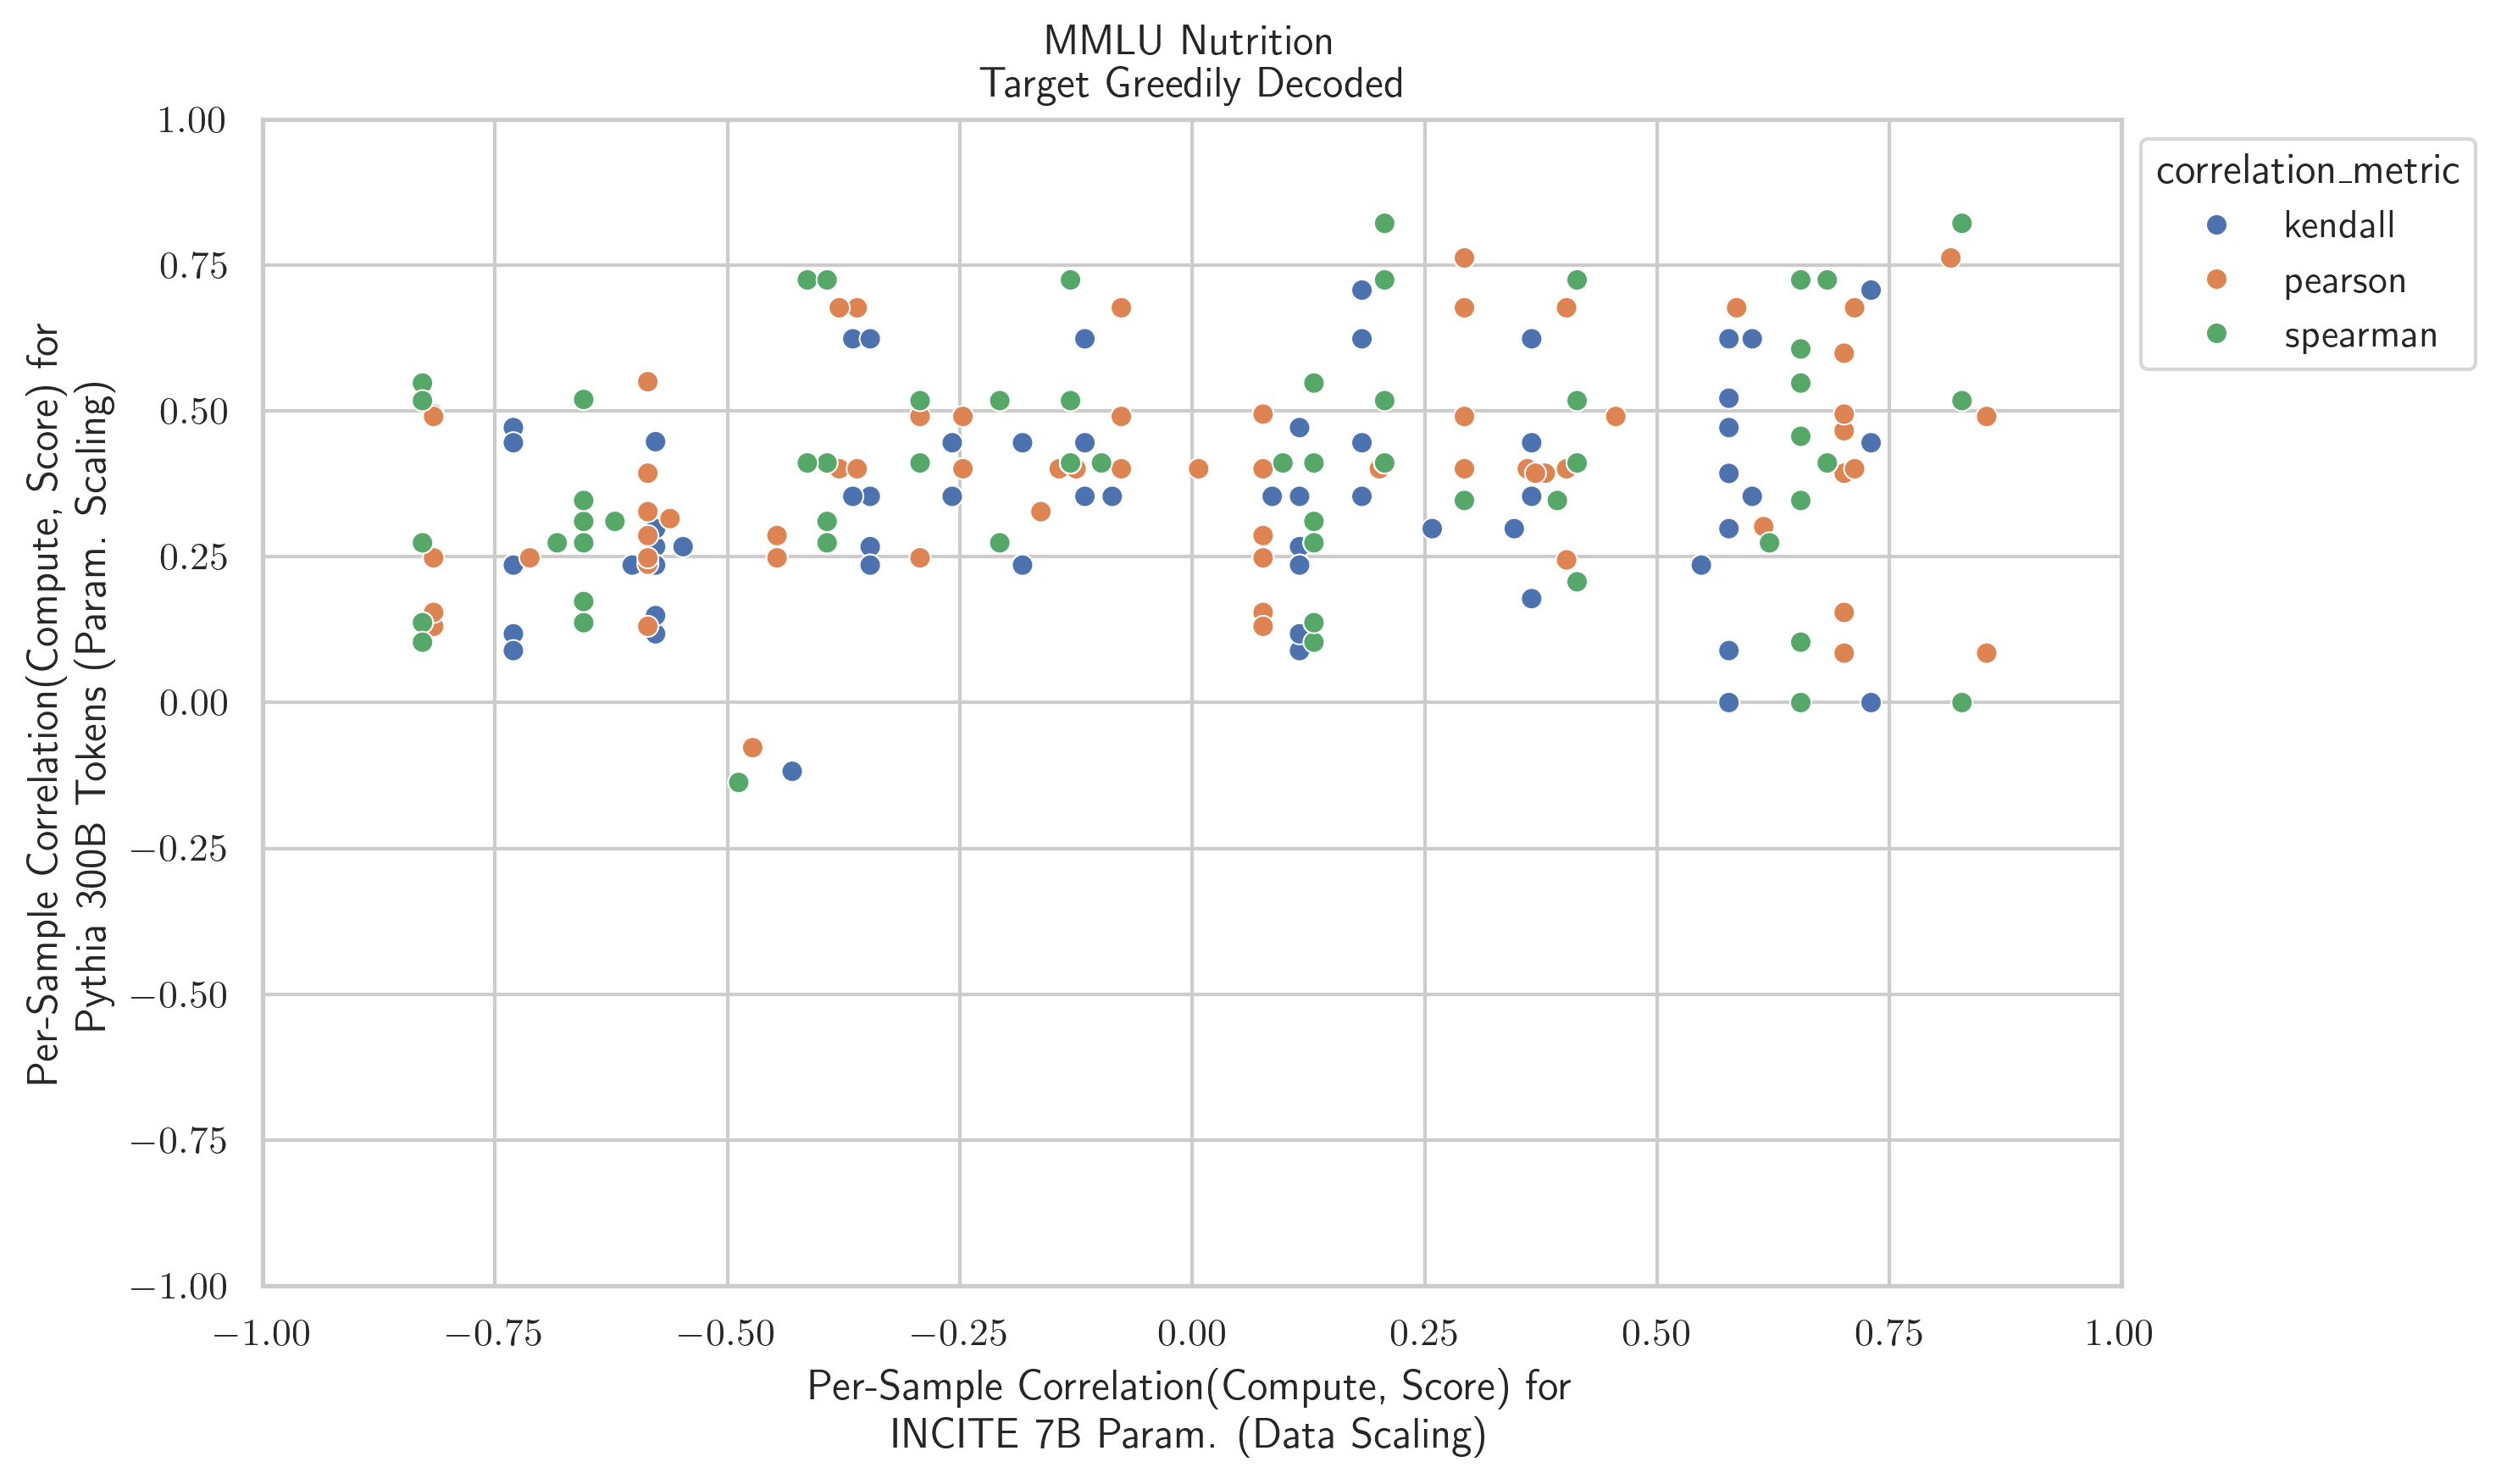 MMLU Nutrition
Target Greedily Decoded
1.00
0.75
0.50
0.25
0.00
−0.25
−0.50
−0.75
−1.00
−1.00
−0.75
−0.50
−0.25
0.00
0.25
0.50
0.75
1.00
Per-Sample Correlation(Compute, Score) for
Pythia 300B Tokens (Param. Scaling)
Per-Sample Correlation(Compute, Score) for
INCITE 7B Param. (Data Scaling)
correlation_metric
kendall
pearson
spearman